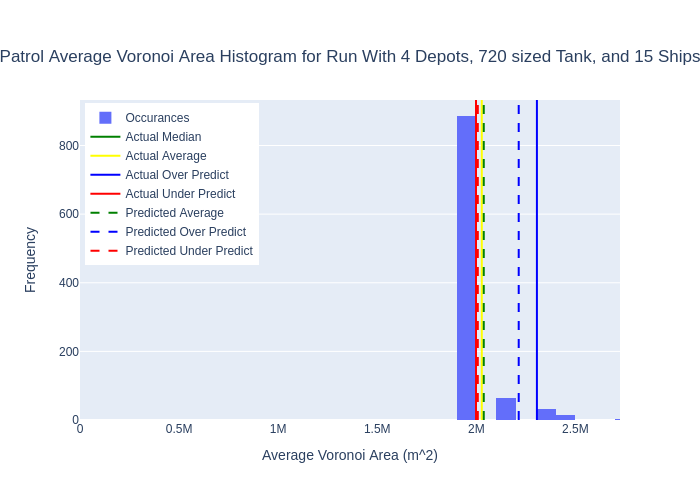 Patrol Average Voronoi Area Histogram for Run With 4 Depots, 720 sized Tank, and 15 Ships
Occurances
Actual Median
Actual Average
Actual Over Predict
Actual Under Predict
Predicted Average
Predicted Over Predict
Predicted Under Predict
800
600
400
200
0
Frequency
0 0.5M 1M 1.5M 2M 2.5M
Average Voronoi Area (m^2)